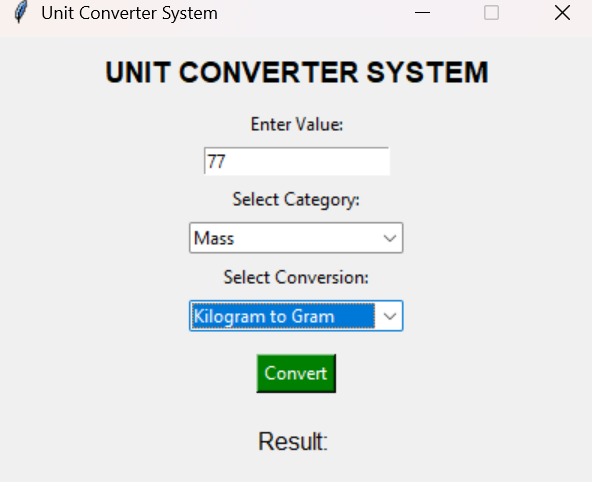 Unit Converter System
UNIT CONVERTER SYSTEM
Enter Value:
77
Select Category:
Mass
Select Conversion:
Kilogram to Gram
Convert
Result: